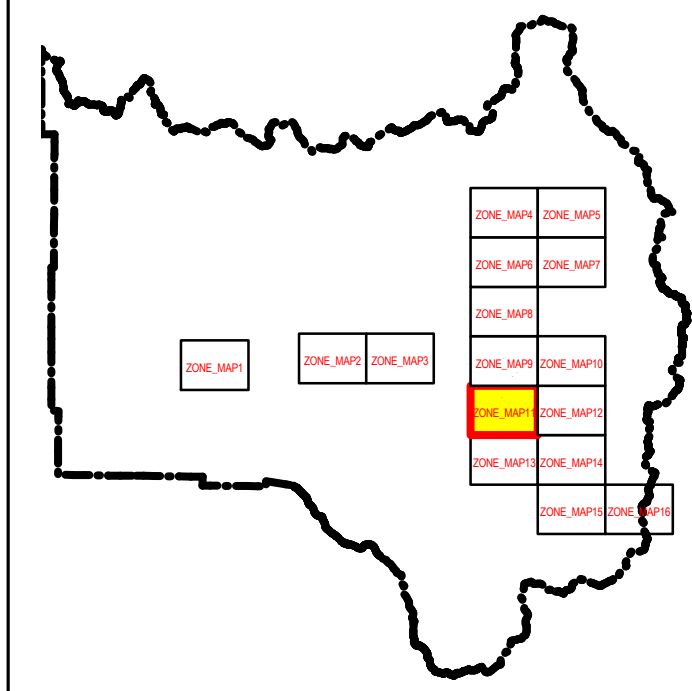 ZONE_MAP4 ZONE_MAP5
ZONE_MAP6 ZONE_MAP7
ZONE_MAP8
ZONE_MAP1 ZONE_MAP2 ZONE_MAP3 ZONE_MAP9 ZONE_MAP10
ZONE_MAP11 ZONE_MAP12
ZONE_MAP13 ZONE_MAP14
ZONE_MAP15 ZONE_MAP16